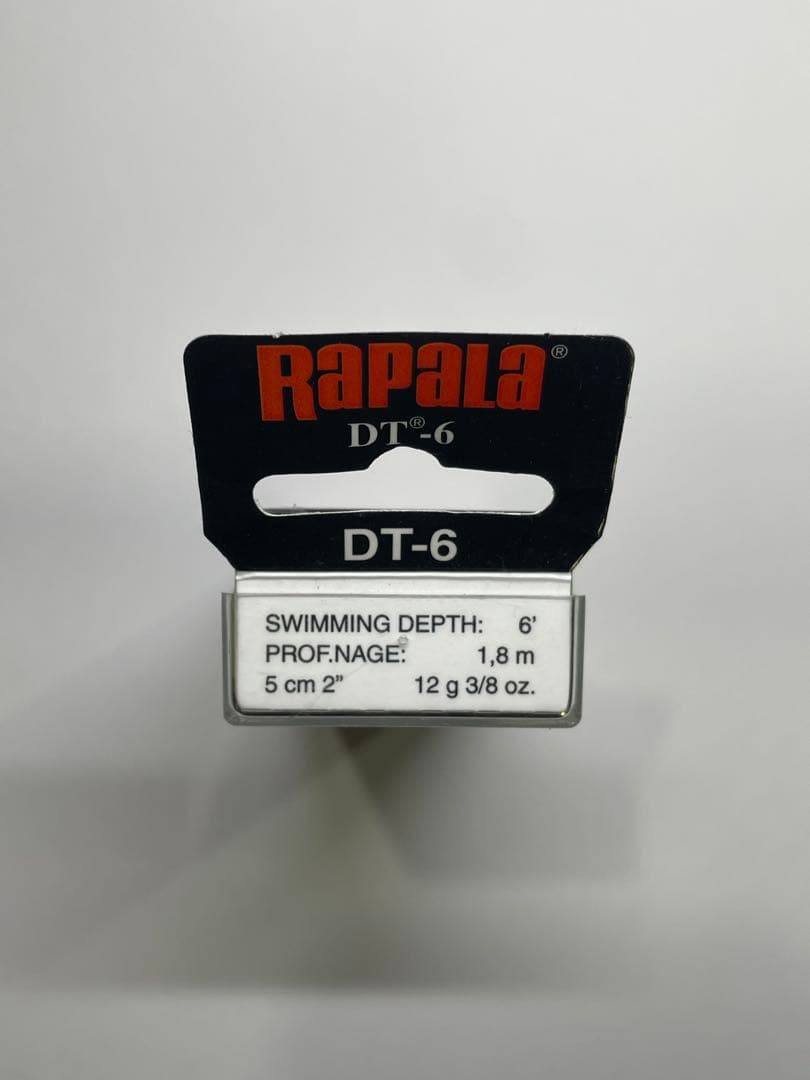 RAPALA®
DT®-6
DT-6
SWIMMING DEPTH: 6'
PROF.NAGE: 1,8 m
5 cm 2” 12 g 3/8 oz.